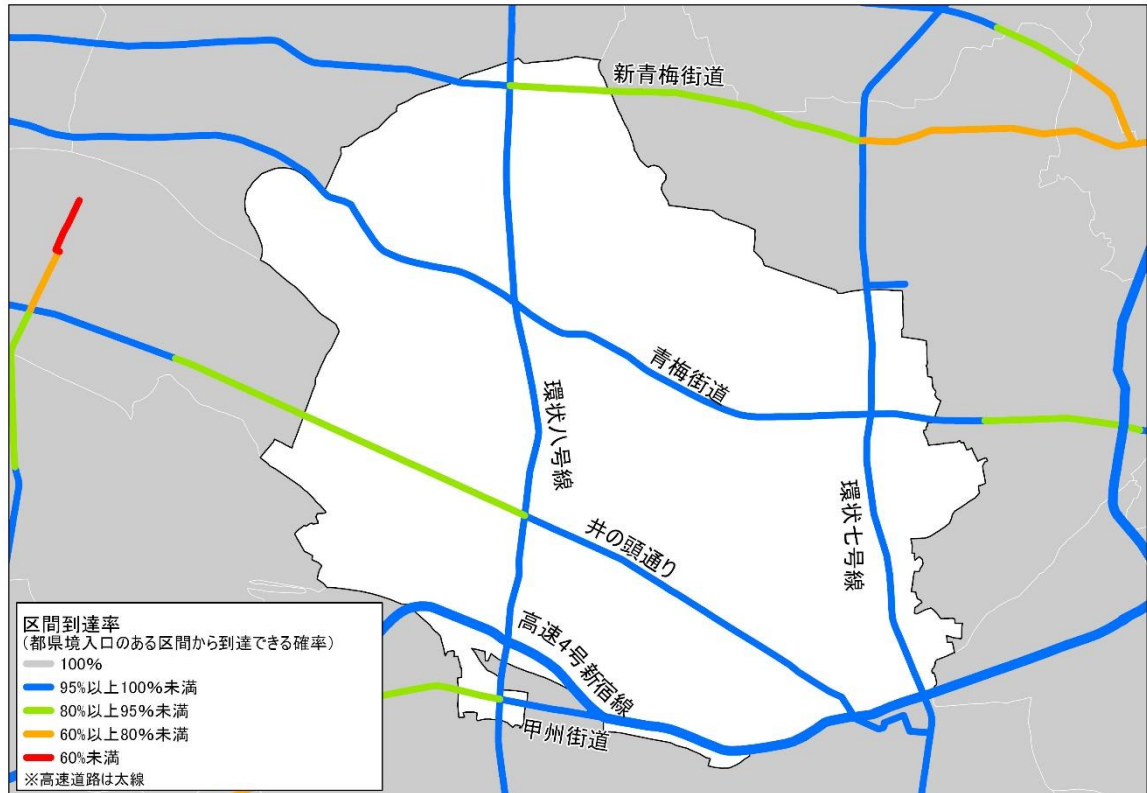 新青梅街道
青梅街道
環状八号線
環状七号線
井の頭通り
高速4号新宿線
甲州街道
区間到達率
(都県境入口のある区間から到達できる確率)
100%
95%以上100%未満
80%以上95%未満
60%以上80%未満
60%未満
※高速道路は太線